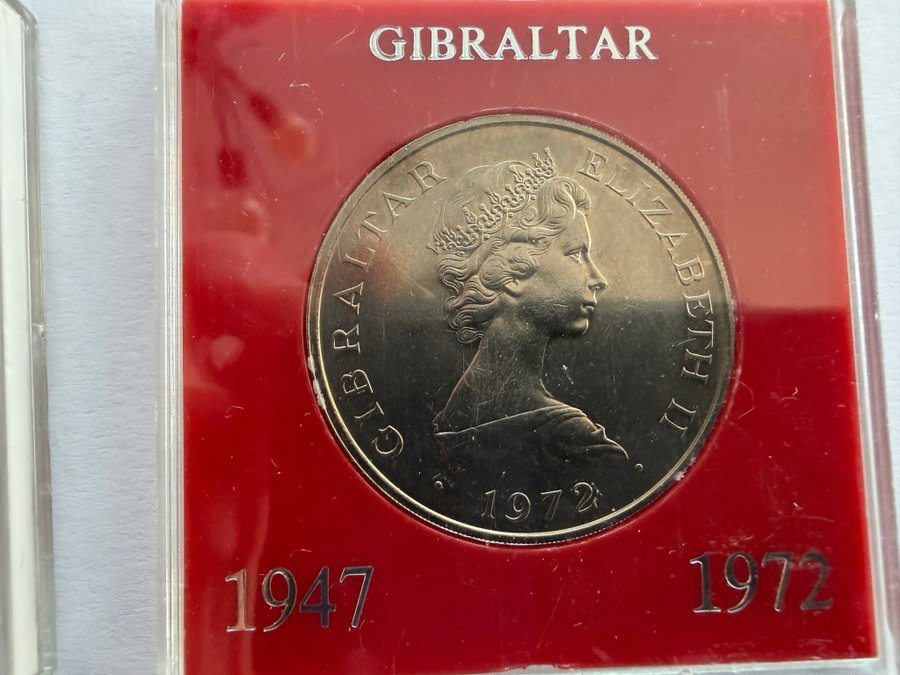 GIBRALTAR
GIBRALTAR ELIZABETH II
1972
1947 1972